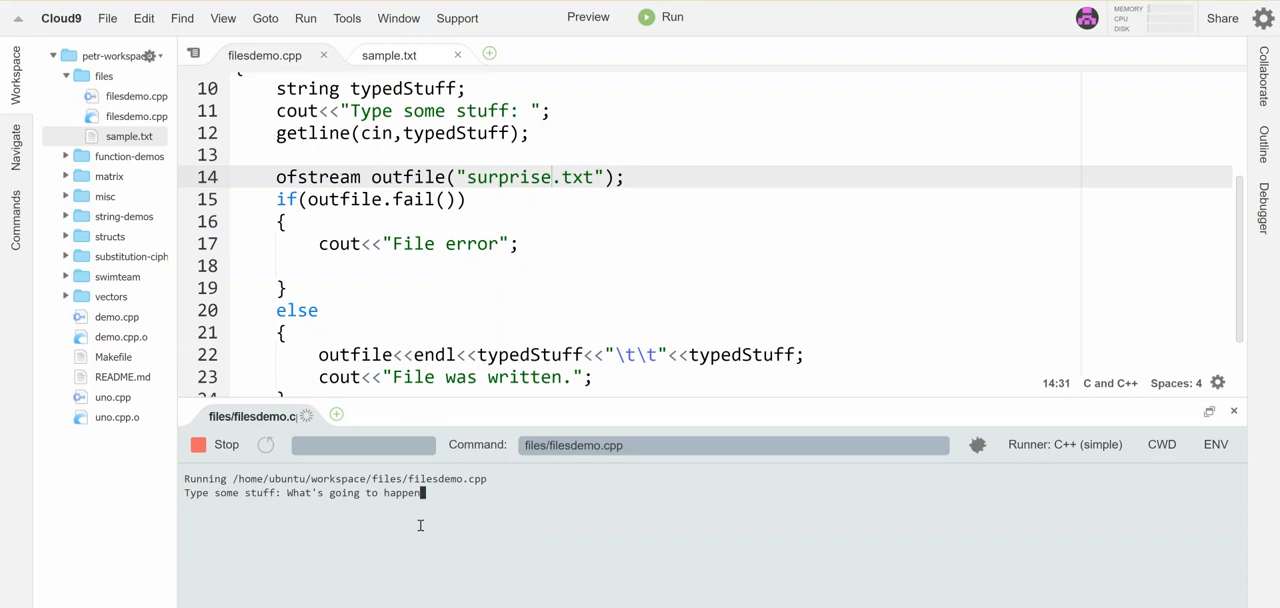 Cloud9 File Edit Find View Goto Run Tools Window Support Preview Run MEMORY CPU DISK Share
Workspace
Navigate
Commands
petr-workspac
files
filesdemo.cpp
filesdemo.cpp
sample.txt
function-demos
matrix
misc
string-demos
structs
substitution-ciph
swimteam
vectors
demo.cpp
demo.cpp.o
Makefile
README.md
uno.cpp
uno.cpp.o
filesdemo.cpp × sample.txt ×
10 string typedStuff;
11 cout<<"Type some stuff: ";
12 getline(cin,typedStuff);
13
14 ofstream outfile("surprise.txt");
15 if(outfile.fail())
16 {
17 cout<<"File error";
18
19 }
20 else
21 {
22 outfile<<endl<<typedStuff<<"\t\t"<<typedStuff;
23 cout<<"File was written.";
14:31 C and C++ Spaces: 4
files/filesdemo.c
Stop Command: files/filesdemo.cpp Runner: C++ (simple) CWD ENV
Running /home/ubuntu/workspace/files/filesdemo.cpp
Type some stuff: What's going to happen
Collaborate
Outline
Debugger